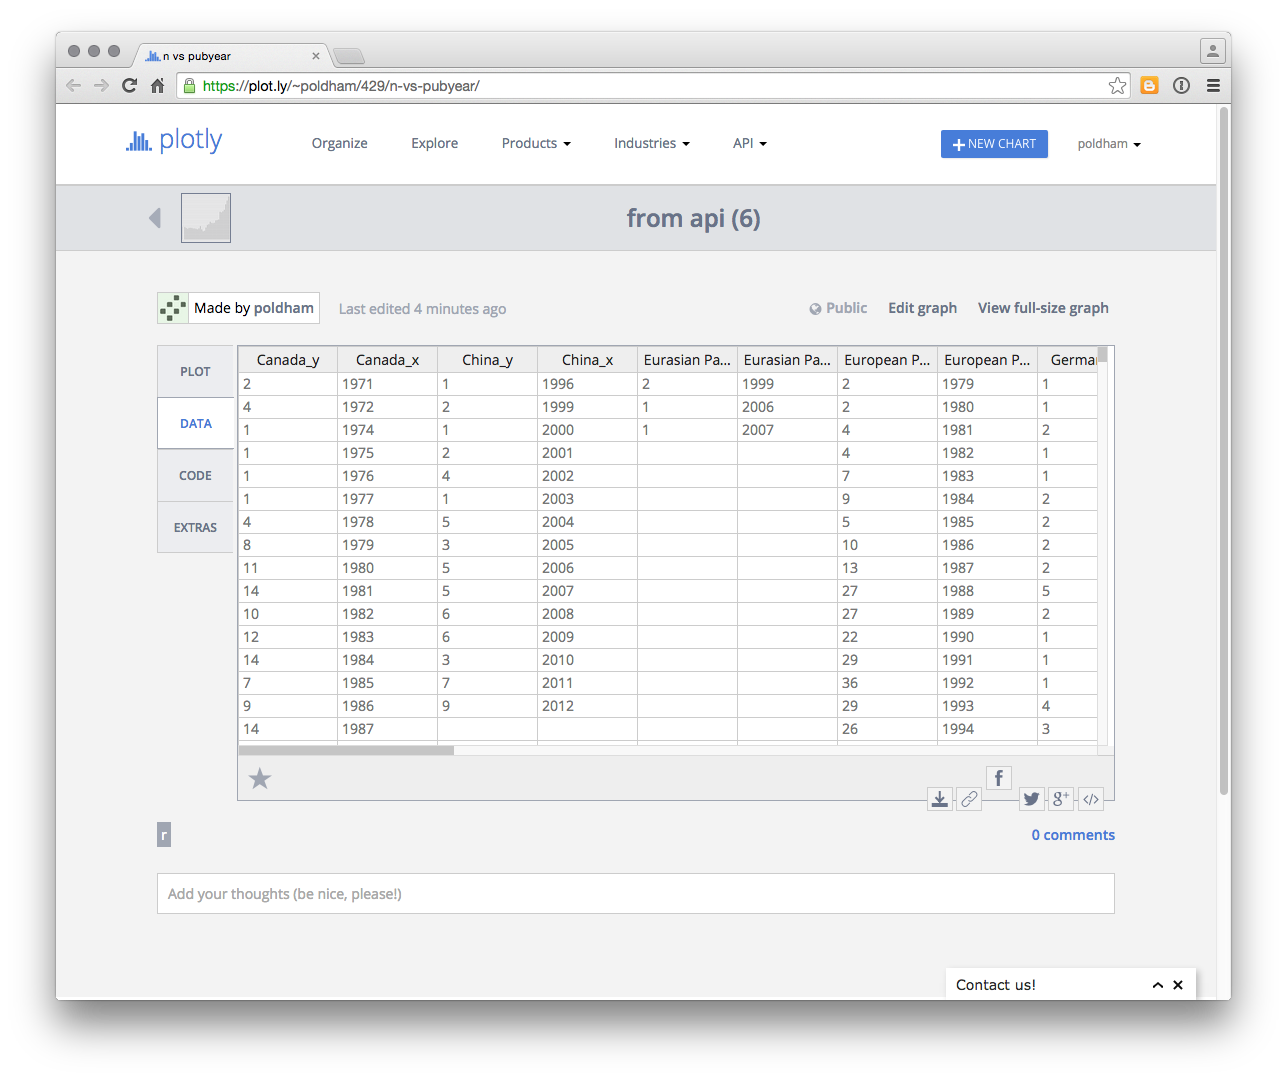 n vs pubyear
https://plot.ly/~poldham/429/n-vs-pubyear/
plotly Organize Explore Products Industries API NEW CHART poldham
from api (6)
Made by poldham Last edited 4 minutes ago Public Edit graph View full-size graph
PLOT
DATA
CODE
EXTRAS
Canada_y Canada_x China_y China_x Eurasian Pa... Eurasian Pa... European P... European P... German
2 1971 1 1996 2 1999 2 1979 1
4 1972 2 1999 1 2006 2 1980 1
1 1974 1 2000 1 2007 4 1981 2
1 1975 2 2001 4 1982 1
1 1976 4 2002 7 1983 1
1 1977 1 2003 9 1984 2
4 1978 5 2004 5 1985 2
8 1979 3 2005 10 1986 2
11 1980 5 2006 13 1987 2
14 1981 5 2007 27 1988 5
10 1982 6 2008 27 1989 2
12 1983 6 2009 22 1990 1
14 1984 3 2010 29 1991 1
7 1985 7 2011 36 1992 1
9 1986 9 2012 29 1993 4
14 1987 26 1994 3
f
g+ </>
r 0 comments
Add your thoughts (be nice, please!)
Contact us!